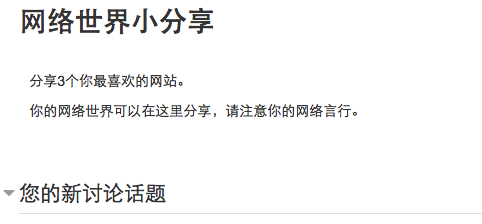 网络世界小分享
分享3个你最喜欢的网站。
你的网络世界可以在这里分享，请注意你的网络言行。
您的新讨论话题